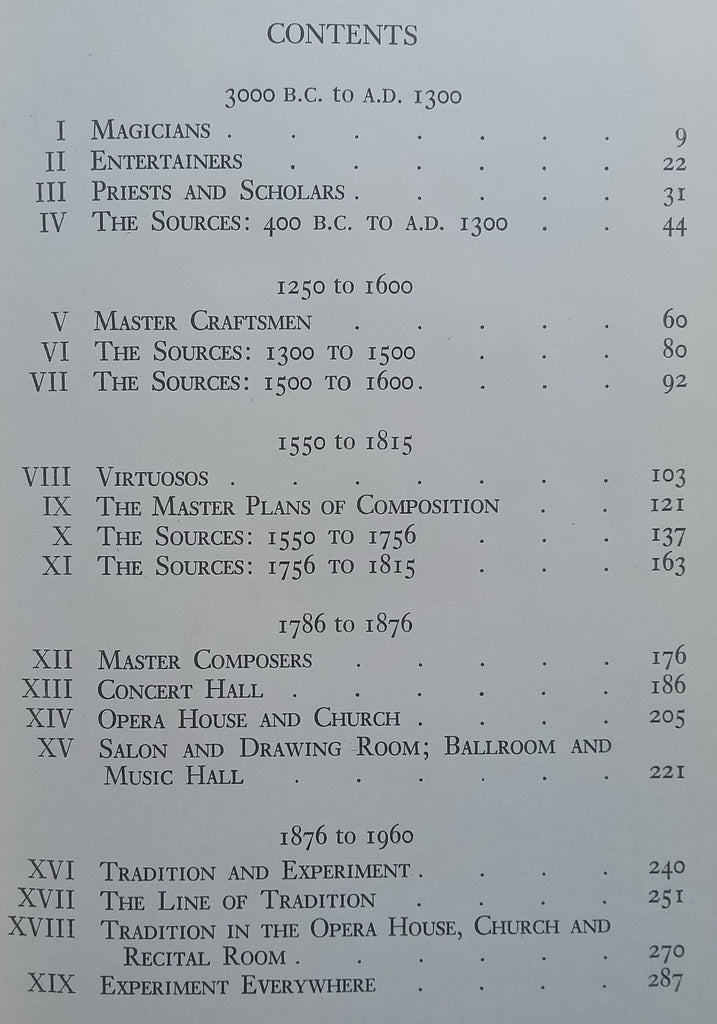 CONTENTS
3000 B.C. to A.D. 1300
I MAGICIANS . . . . . . . 9
II ENTERTAINERS . . . . . . 22
III PRIESTS AND SCHOLARS . . . . . 31
IV THE SOURCES: 400 B.C. TO A.D. 1300 . . 44
1250 to 1600
V MASTER CRAFTSMEN . . . . . 60
VI THE SOURCES: 1300 TO 1500 . . . 80
VII THE SOURCES: 1500 TO 1600 . . . . 92
1550 to 1815
VIII VIRTUOSOS . . . . . . . 103
IX THE MASTER PLANS OF COMPOSITION . . 121
X THE SOURCES: 1550 TO 1756 . . . 137
XI THE SOURCES: 1756 TO 1815 . . . 163
1786 to 1876
XII MASTER COMPOSERS . . . . . 176
XIII CONCERT HALL . . . . . . 186
XIV OPERA HOUSE AND CHURCH . . . . 205
XV SALON AND DRAWING ROOM; BALLROOM AND
MUSIC HALL . . . . . . 221
1876 to 1960
XVI TRADITION AND EXPERIMENT . . . . 240
XVII THE LINE OF TRADITION . . . . 251
XVIII TRADITION IN THE OPERA HOUSE, CHURCH AND
RECITAL ROOM . . . . . . 270
XIX EXPERIMENT EVERYWHERE . . . . 287